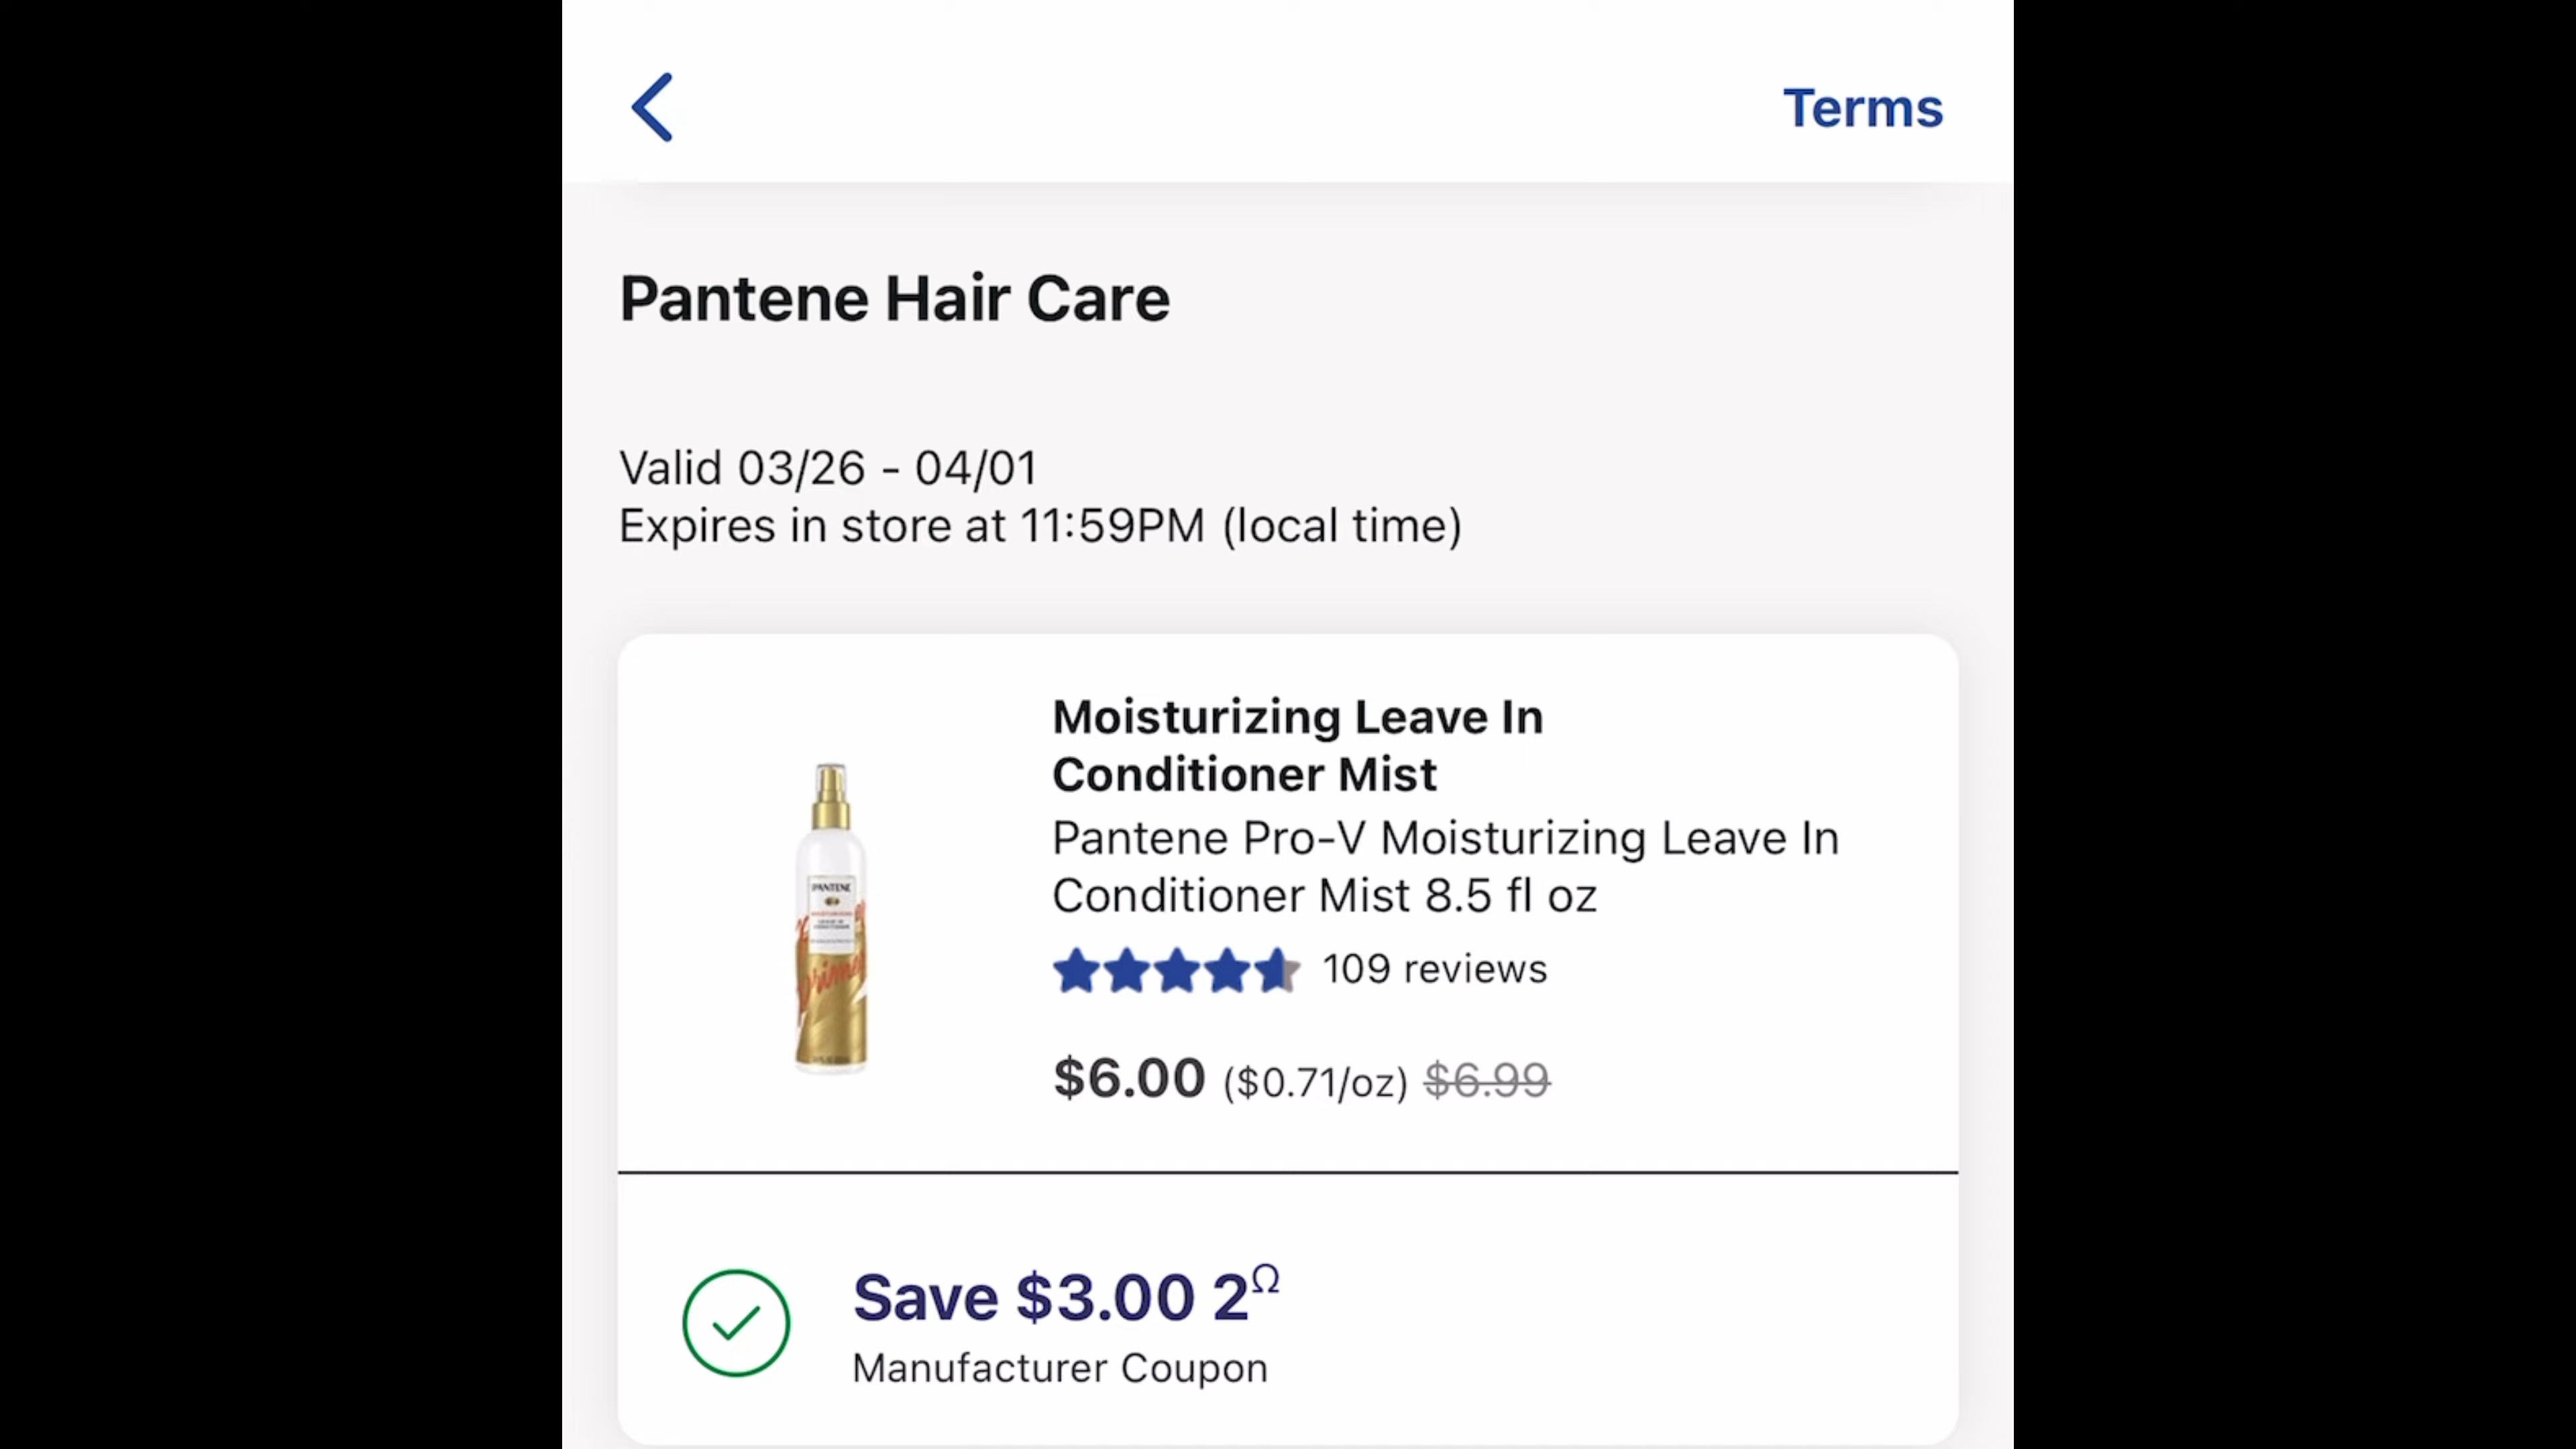 Terms
Pantene Hair Care
Valid 03/26 - 04/01
Expires in store at 11:59PM (local time)
Moisturizing Leave In
Conditioner Mist
Pantene Pro-V Moisturizing Leave In
Conditioner Mist 8.5 fl oz
109 reviews
$6.00 ($0.71/oz) $6.99
PANTENE
Save $3.00 2Ω
Manufacturer Coupon